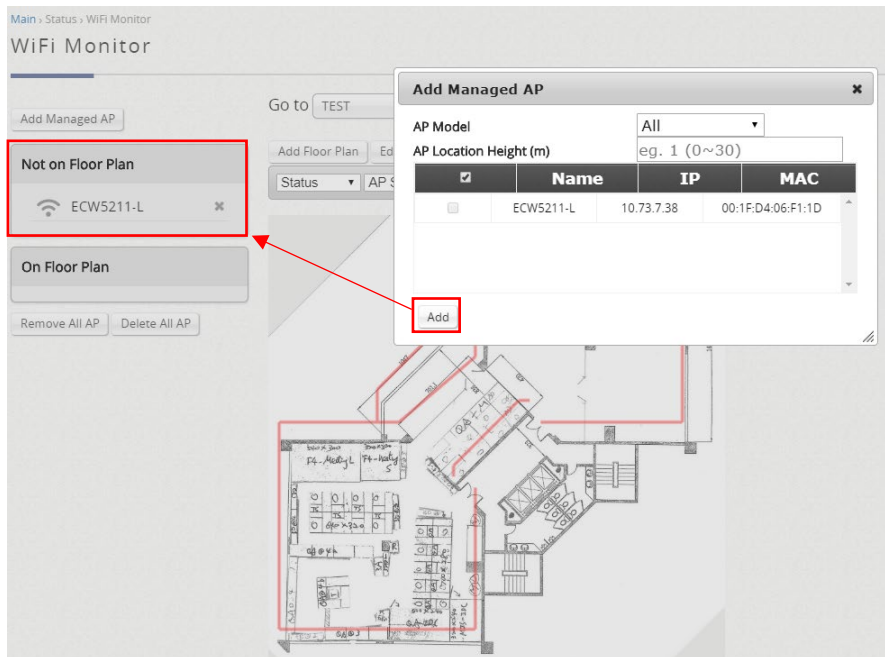 Main › Status › WiFi Monitor
WiFi Monitor
Add Managed AP
Not on Floor Plan
ECW5211-L
On Floor Plan
Remove All AP
Delete All AP
Go to TEST
Add Floor Plan
Status
AP
Add Managed AP
AP Model All
AP Location Height (m) eg. 1 (0~30)
Name IP MAC
ECW5211-L 10.73.7.38 00:1F:D4:06:F1:1D
Add